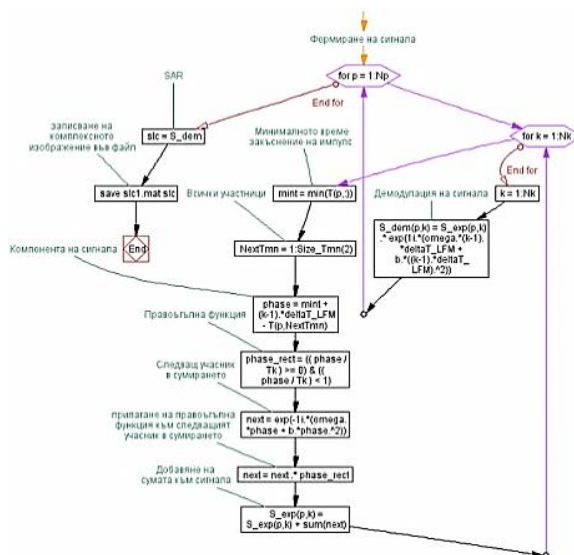 Формиране на сигнала
for p = 1:Np
SAR
End for
slc = S_dem
записване на
комплексното
изображение във файл
Минималното време
закъснение на импулс
for k = 1:Nk
End for
save slc1.mat slc
mint = min(T(p,:))
k = 1:Nk
Всички участници
Демодулация на сигнала
End
S_dem(p,k) = S_exp(p,k)
.* exp(1i.*(omega.*(k-1).
*deltaT_LFM +
b.*((k-1).*deltaT_
LFM).^2))
NextTmn = 1:Size_Tmn(2)
Компонента на сигнала
phase = mint +
(k-1).*deltaT_LFM
- T(p,NextTmn)
Правоъгълна функция
phase_rect = (( phase /
Tk ) >= 0) & ((
phase / Tk ) < 1)
Следващ учасник
в сумирането
next = exp(-1i.*(omega.
*phase + b.*phase.^2))
прилагане на правоъгълна
функция към следващият
учасник в сумирането
next = next .* phase_rect
Добавяне на
сумата към сигнала
S_exp(p,k) =
S_exp(p,k) + sum(next)